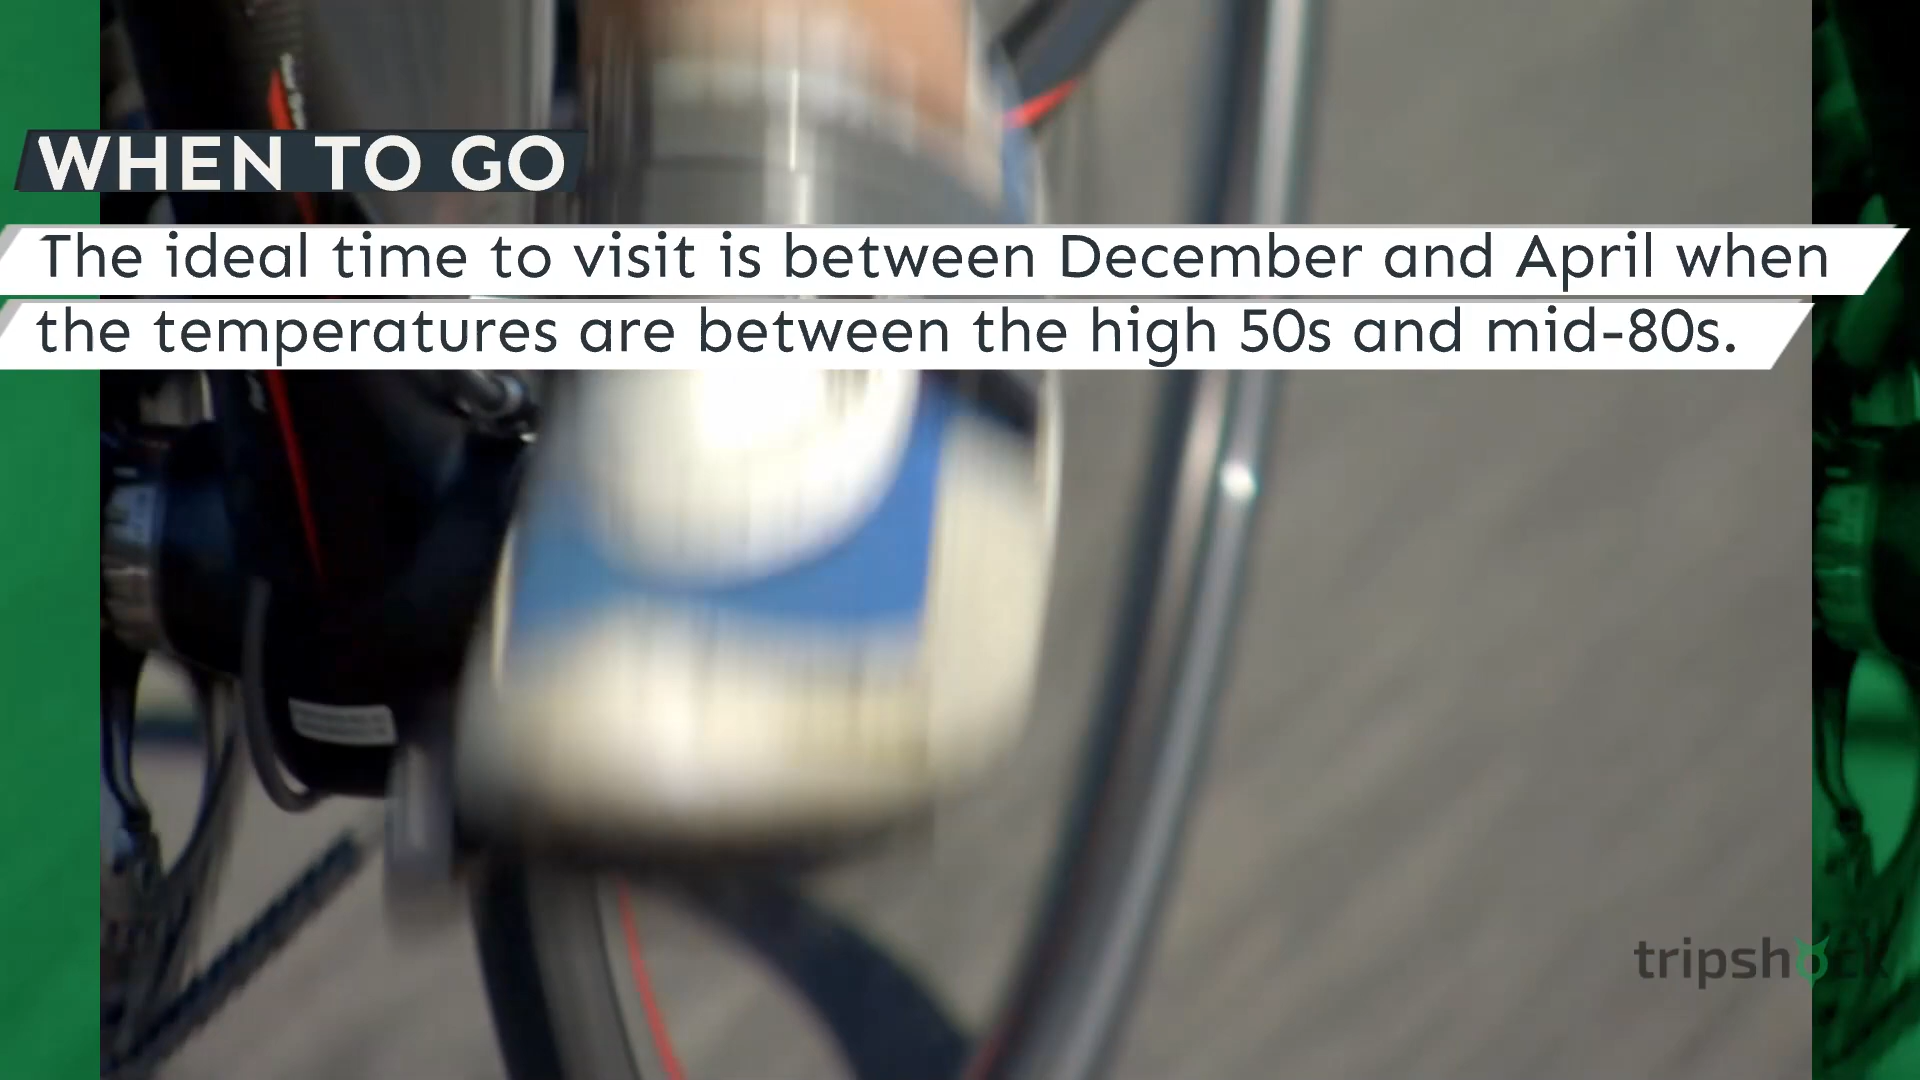 WHEN TO GO
The ideal time to visit is between December and April when
the temperatures are between the high 50s and mid-80s.
tripshock